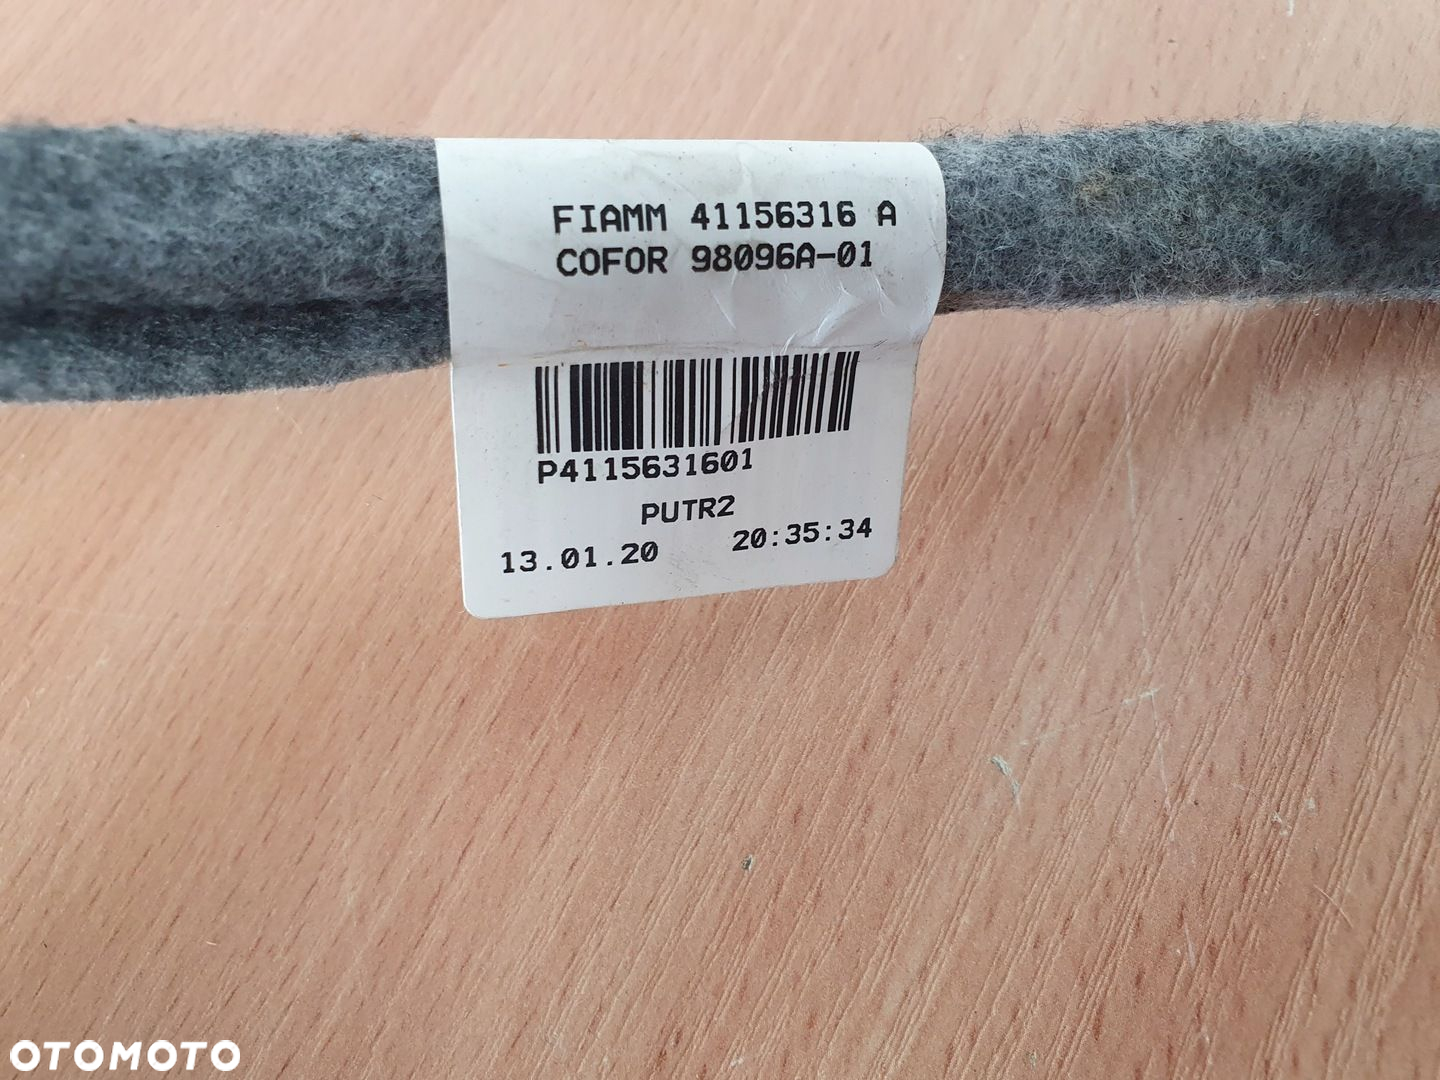 FIAMM 41156316 A
COFOR 98096A-01
P4115631601
PUTR2
13.01.20 20:35:34
OTOMOTO